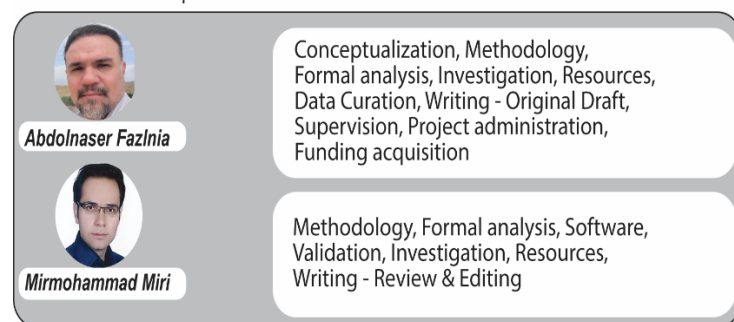 Conceptualization, Methodology,
Formal analysis, Investigation, Resources,
Data Curation, Writing - Original Draft,
Supervision, Project administration,
Funding acquisition
Abdolnaser Fazlnia
Methodology, Formal analysis, Software,
Validation, Investigation, Resources,
Writing - Review & Editing
Mirmohammad Miri